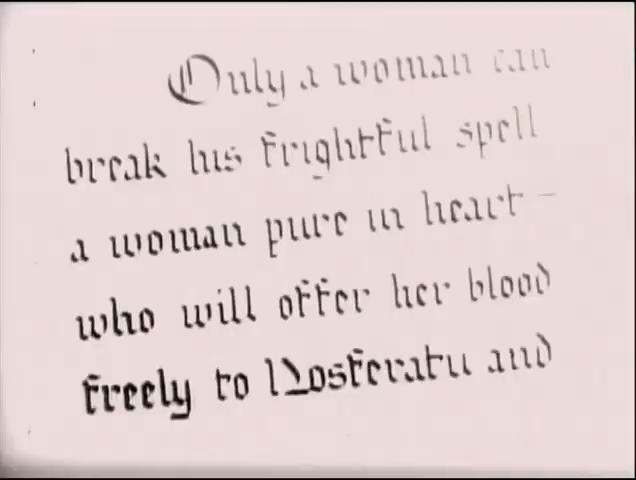 Only a woman can
break his frightful spell
a woman pure in heart -
who will offer her blood
freely to Nosferatu and